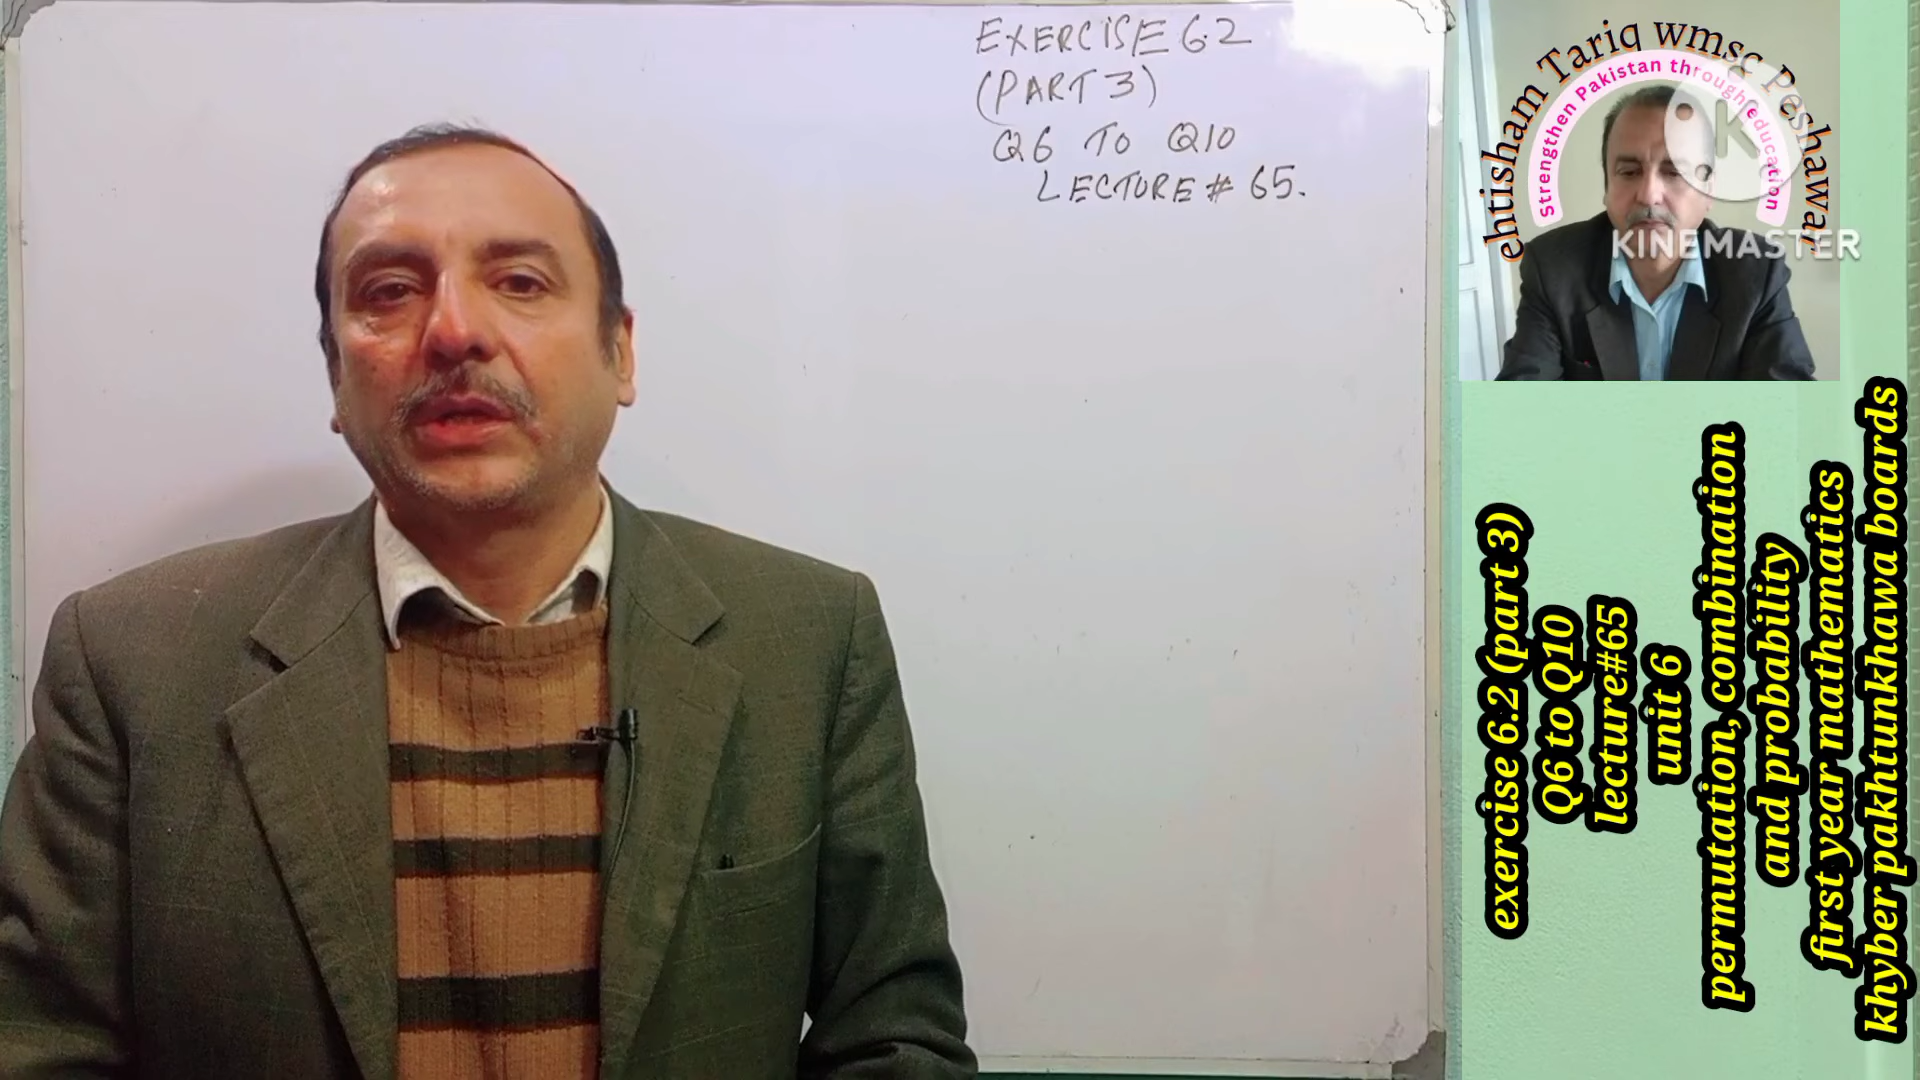 EXERCISE 6.2
(PART 3)
Q6 TO Q10
LECTURE # 65.
ehtisham Tariq wmsc Peshawar
Strengthen Pakistan through education
K
KINEMASTER
exercise 6.2 (part 3)
Q6 to Q10
lecture#65
unit 6
permutation, combination
and probability
first year mathematics
khyber pakhtunkhawa boards